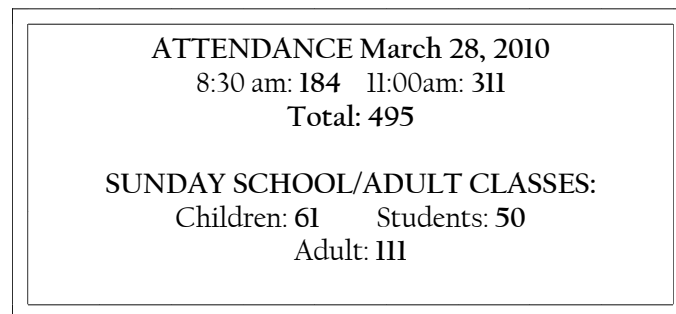 ATTENDANCE March 28, 2010
8:30 am: 184 11:00am: 311
Total: 495
SUNDAY SCHOOL/ADULT CLASSES:
Children: 61 Students: 50
Adult: 111